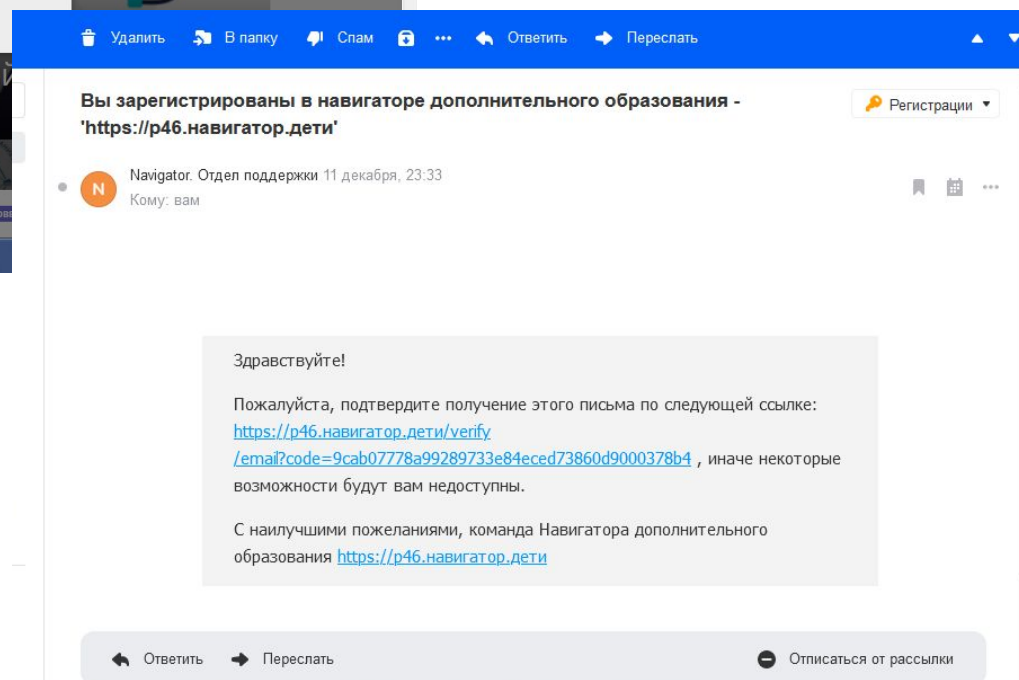 Удалить В папку Спам Ответить Переслать
Вы зарегистрированы в навигаторе дополнительного образования -
'https://р46.навигатор.дети'
Регистрации
Navigator. Отдел поддержки 11 декабря, 23:33
N
Кому: вам
Здравствуйте!
Пожалуйста, подтвердите получение этого письма по следующей ссылке:
https://р46.навигатор.дети/verify
/email?code=9cab07778a99289733e84eced73860d9000378b4 , иначе некоторые
возможности будут вам недоступны.
С наилучшими пожеланиями, команда Навигатора дополнительного
образования https://р46.навигатор.дети
Ответить Переслать Отписаться от рассылки